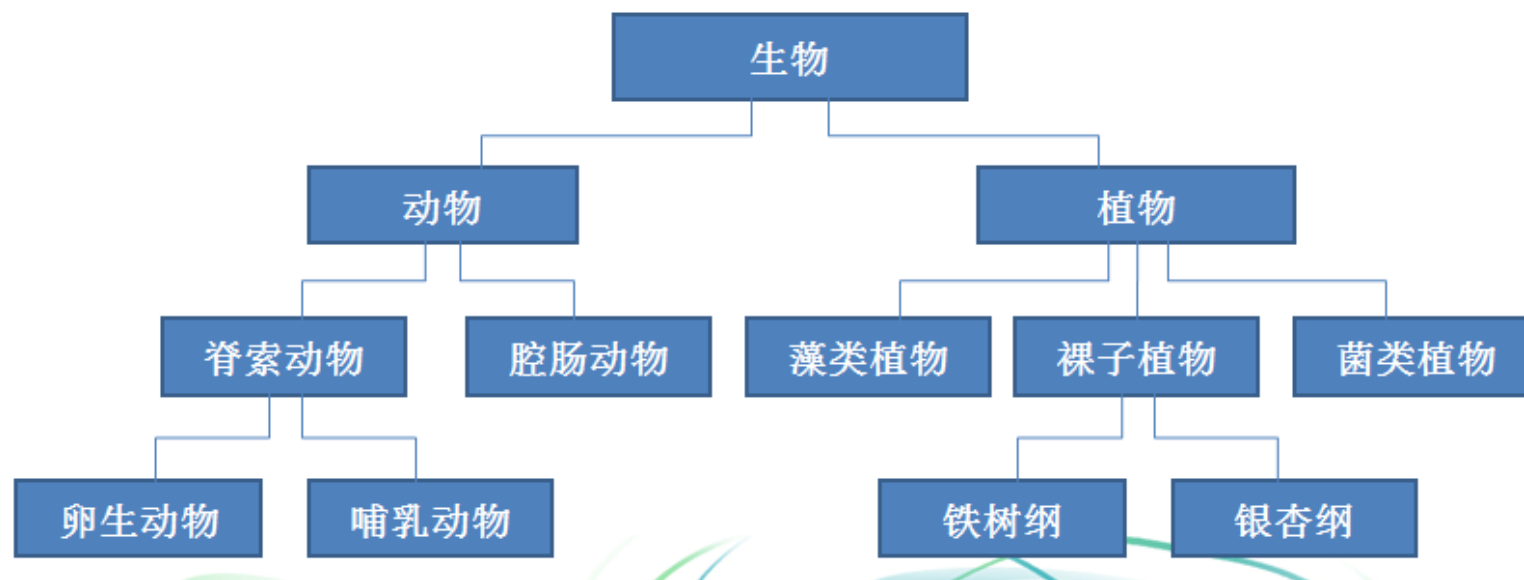 生物
动物
植物
脊索动物
腔肠动物
藻类植物
裸子植物
菌类植物
卵生动物
哺乳动物
铁树纲
银杏纲